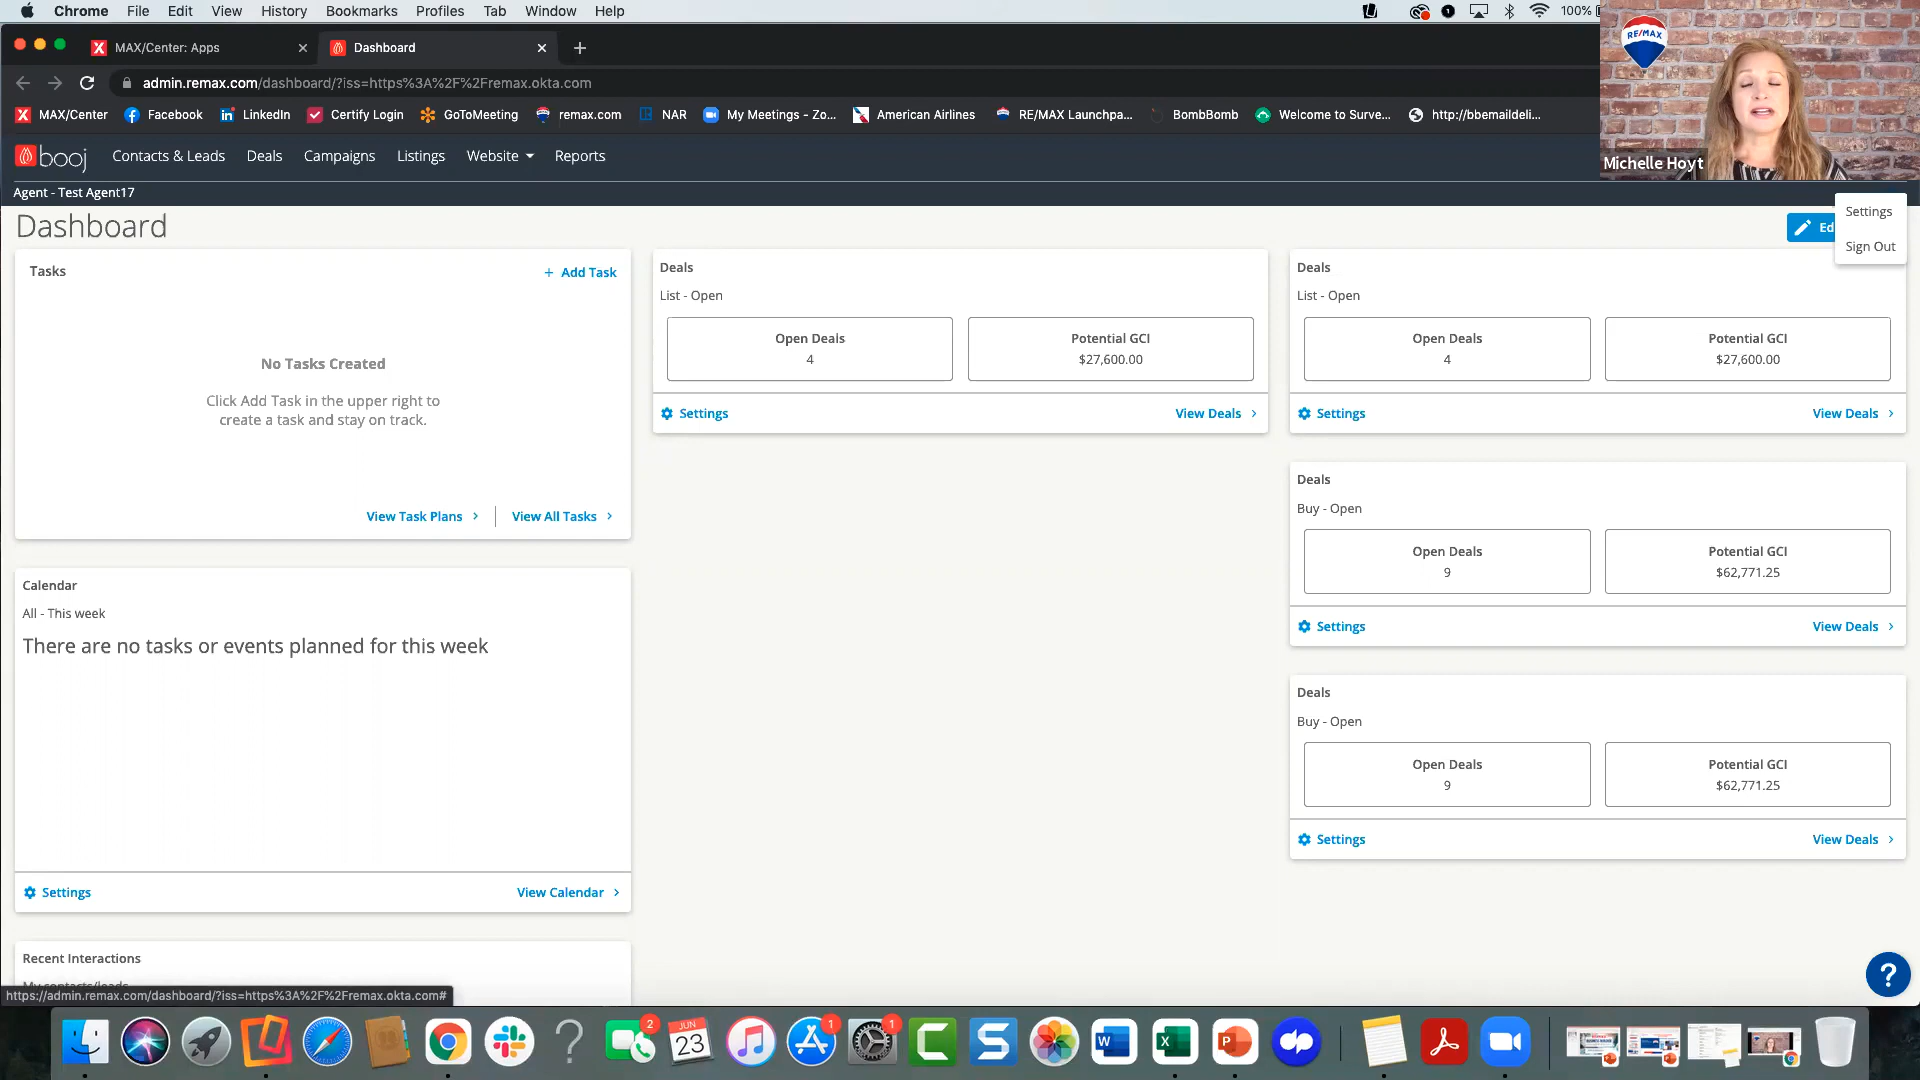 Chrome File Edit View History Bookmarks Profiles Tab Window Help
100%
MAX/Center: Apps
Dashboard
admin.remax.com/dashboard/?iss=https%3A%2F%2Fremax.okta.com
MAX/Center Facebook LinkedIn Certify Login GoToMeeting remax.com NAR My Meetings - Zo... American Airlines RE/MAX Launchpa... BombBomb Welcome to Surve... http://bbemaildeli...
RE/MAX
Michelle Hoyt
booj Contacts & Leads Deals Campaigns Listings Website Reports
Agent - Test Agent17
Dashboard
Ed
Settings
Sign Out
Tasks
+ Add Task
No Tasks Created
Click Add Task in the upper right to
create a task and stay on track.
View Task Plans >
View All Tasks >
Calendar
All - This week
There are no tasks or events planned for this week
Settings
View Calendar >
Recent Interactions
My contacts/leads
https://admin.remax.com/dashboard/?iss=https%3A%2F%2Fremax.okta.com#
Deals
List - Open
Open Deals
4
Potential GCI
$27,600.00
Settings
View Deals >
Deals
List - Open
Open Deals
4
Potential GCI
$27,600.00
Settings
View Deals >
Deals
Buy - Open
Open Deals
9
Potential GCI
$62,771.25
Settings
View Deals >
Deals
Buy - Open
Open Deals
9
Potential GCI
$62,771.25
Settings
View Deals >
?
2
JUN
23
1
1
C
S
W
X
P